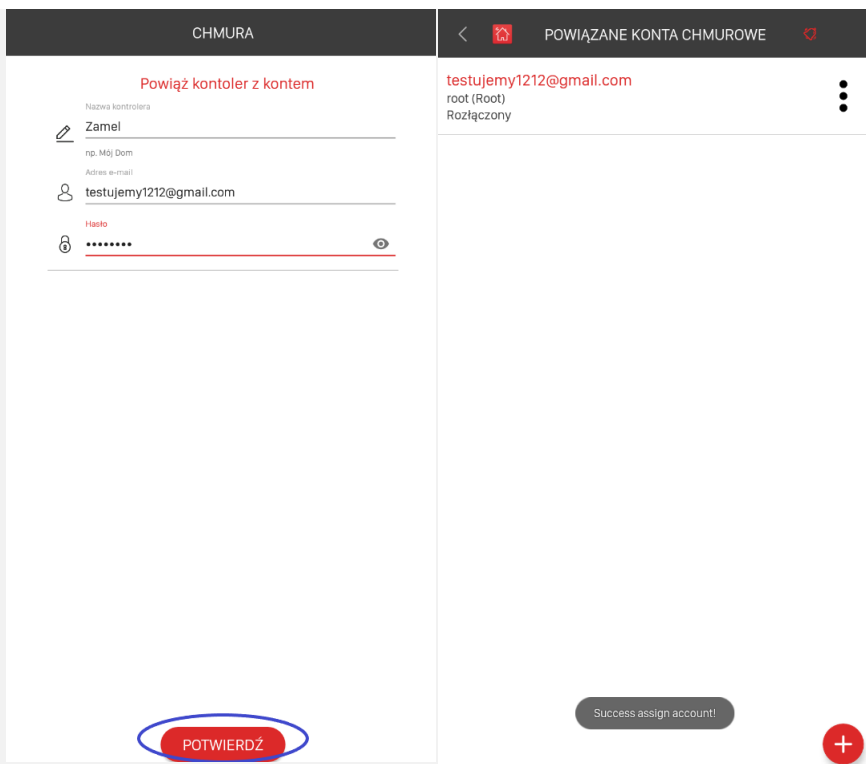 CHMURA
Powiąż kontoler z kontem
Nazwa kontrolera
Zamel
np. Mój Dom
Adres e-mail
testujemy1212@gmail.com
Hasło
••••••••
POTWIERDŹ
POWIĄZANE KONTA CHMUROWE
testujemy1212@gmail.com
root (Root)
Rozłączony
Success assign account!